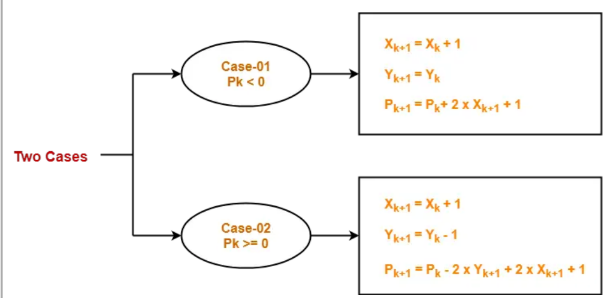 Two Cases
Case-01
Pk < 0
Xk+1 = Xk + 1
Yk+1 = Yk
Pk+1 = Pk+ 2 x Xk+1 + 1
Case-02
Pk >= 0
Xk+1 = Xk + 1
Yk+1 = Yk - 1
Pk+1 = Pk - 2 x Yk+1 + 2 x Xk+1 + 1